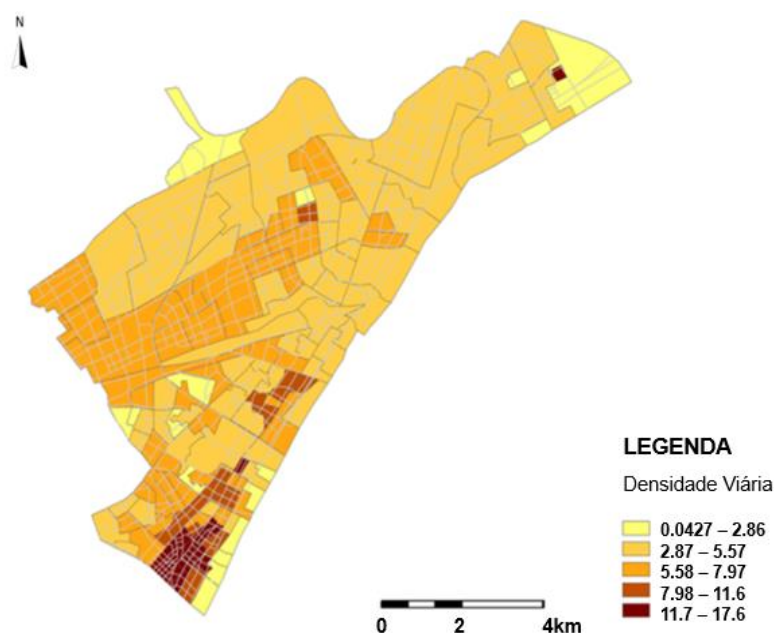 N
LEGENDA
Densidade Viária
0.0427 – 2.86
2.87 – 5.57
5.58 – 7.97
7.98 – 11.6
11.7 – 17.6
0 2 4km